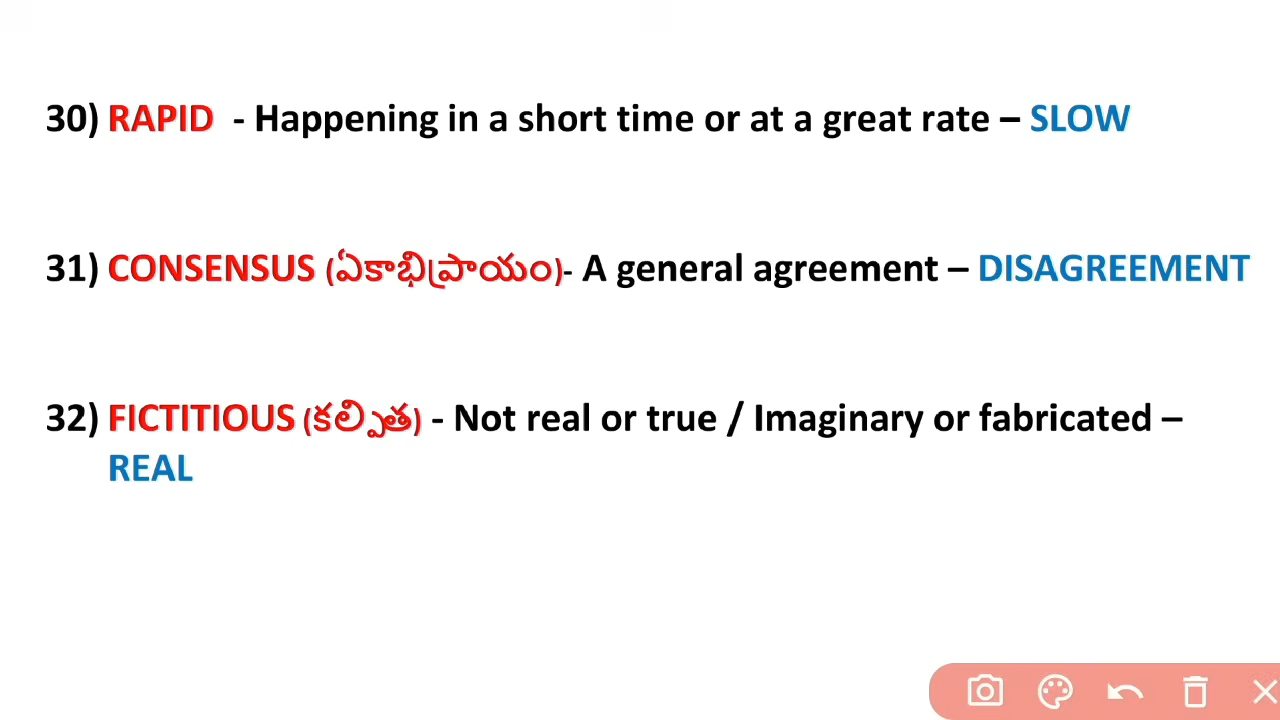 30) RAPID - Happening in a short time or at a great rate – SLOW
31) CONSENSUS (ఏకాభిప్రాయం)- A general agreement – DISAGREEMENT
32) FICTITIOUS (కల్పిత) - Not real or true / Imaginary or fabricated –
REAL